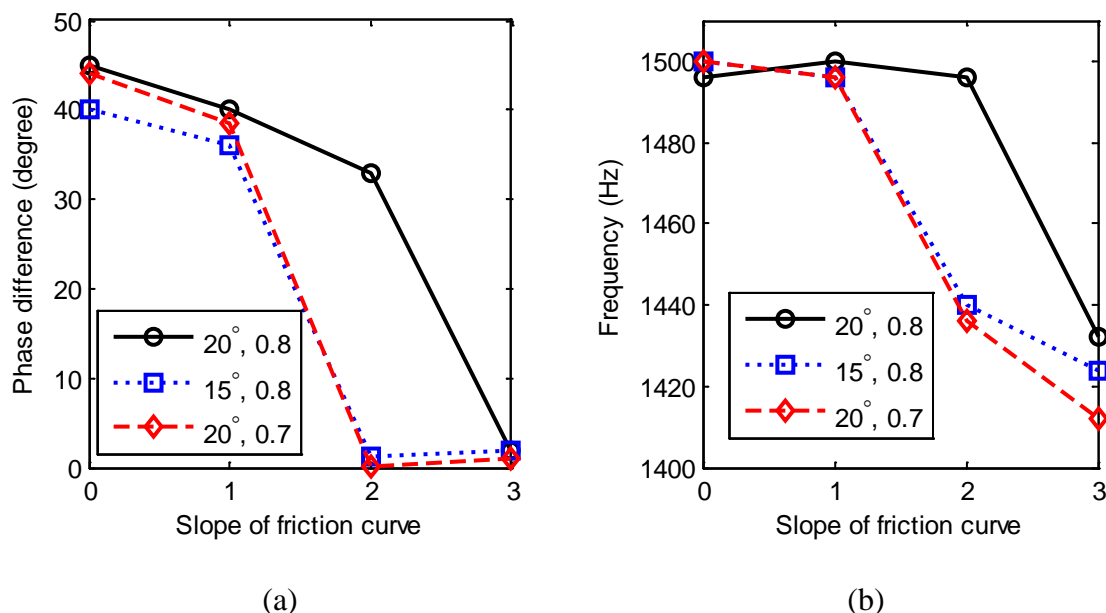 50
40
30
20
10
0
Phase difference (degree)
20°, 0.8
15°, 0.8
20°, 0.7
0 1 2 3
Slope of friction curve
(a)
1500
1480
1460
1440
1420
1400
Frequency (Hz)
20°, 0.8
15°, 0.8
20°, 0.7
0 1 2 3
Slope of friction curve
(b)